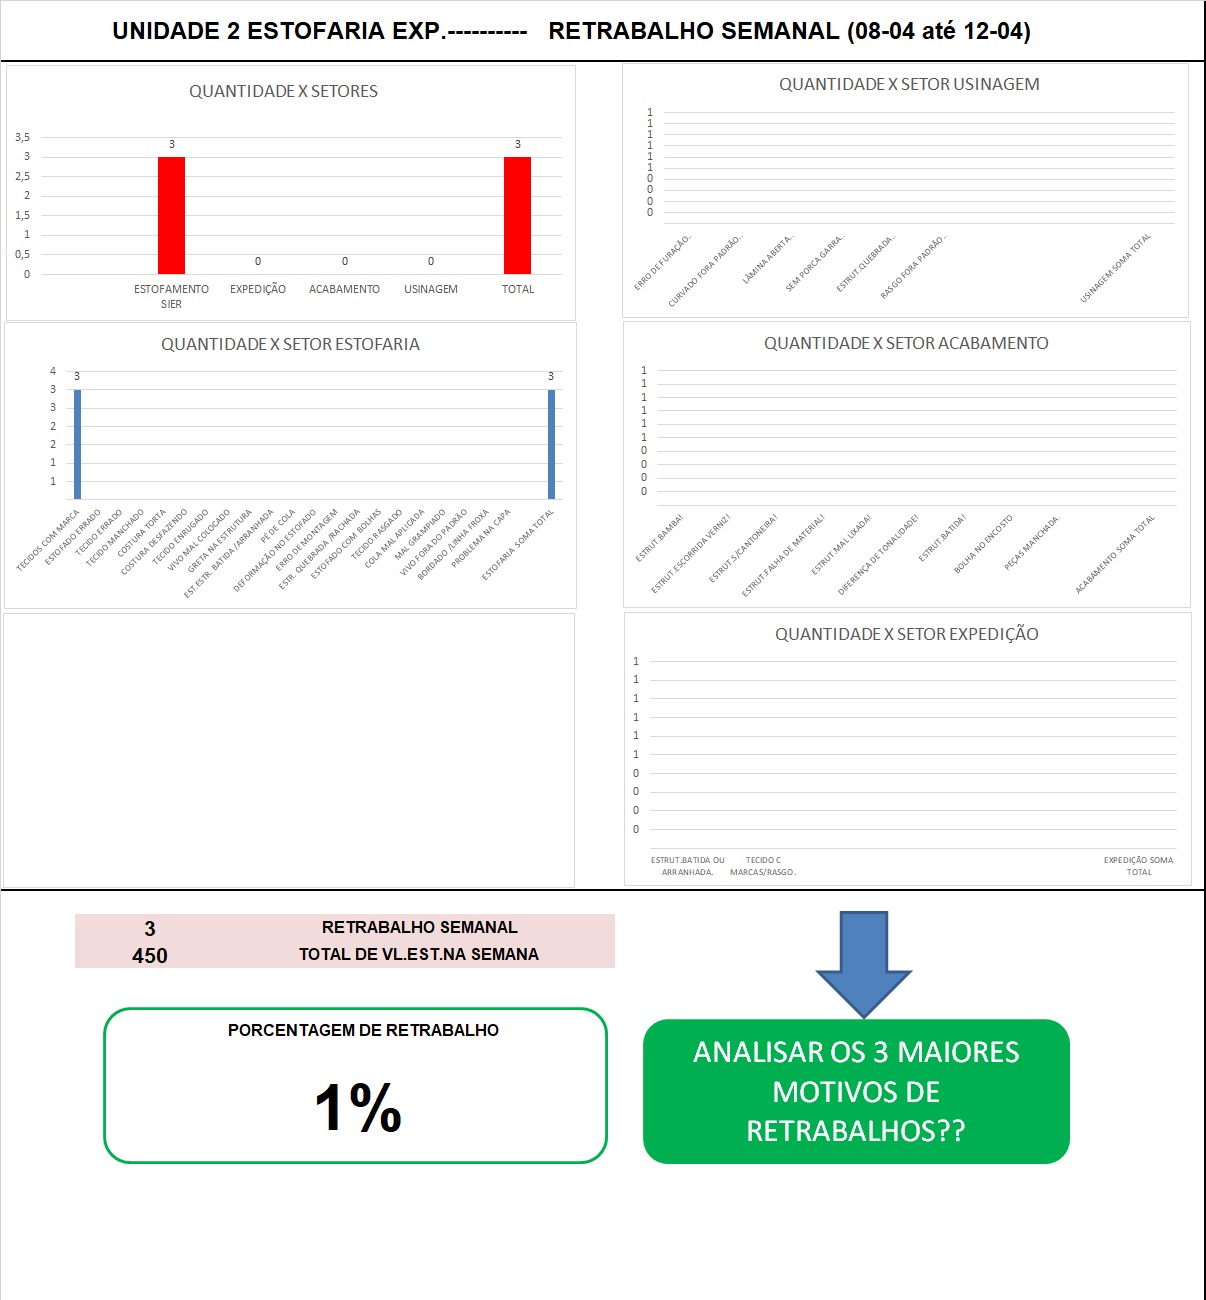 UNIDADE 2 ESTOFARIA EXP.---------- RETRABALHO SEMANAL (08-04 até 12-04)
QUANTIDADE X SETORES
3,5
3
2,5
2
1,5
1
0,5
0
3
0
0
0
3
ESTOFAMENTO SIER
EXPEDIÇÃO
ACABAMENTO
USINAGEM
TOTAL
QUANTIDADE X SETOR USINAGEM
1
1
1
1
1
1
0
0
0
0
ERRO DE FURAÇÃO..
CURVADO FORA PADRÃO..
LÂMINA ABERTA..
SEM PORCA GARRA..
ESTRUT.QUEBRADA..
RASGO FORA PADRÃO..
USINAGEM SOMA TOTAL
QUANTIDADE X SETOR ESTOFARIA
4
3
3
2
2
1
1
3
3
TECIDOS COM MARCA
ESTOFADO ERRADO
TECIDO ERRADO
TECIDO MANCHADO
COSTURA TORTA
COSTURA DESFAZENDO
TECIDO ENRUGADO
VIVO MAL COLOCADO
GRETA NA ESTRUTURA
EST.ESTR. BATIDA /ARRANHADA
PÉ DE COLA
DEFORMAÇÃO NO ESTOFADO
ERRO DE MONTAGEM
ESTR. QUEBRADA /RACHADA
ESTOFADO COM BOLHAS
TECIDO RASGADO
COLA MAL APLICADA
MAL GRAMPIADO
VIVO FORA DO PADRÃO
BORDADO /LINHA FROXA
PROBLEMA NA CAPA
ESTOFARIA SOMA TOTAL
QUANTIDADE X SETOR ACABAMENTO
1
1
1
1
1
1
0
0
0
0
ESTRUT.BAMBA!
ESTRUT.ESCORRIDA VERNIZ!
ESTRUT.S/CANTONEIRA!
ESTRUT.FALHA DE MATERIAL!
ESTRUT.MAL LIXADA!
DIFERENÇA DE TONALIDADE!
ESTRUT.BATIDA!
BOLHA NO ENCOSTO
PEÇAS MANCHADA.
ACABAMENTO SOMA TOTAL
QUANTIDADE X SETOR EXPEDIÇÃO
1
1
1
1
1
1
0
0
0
0
ESTRUT.BATIDA OU
ARRANHADA.
TECIDO C
MARCAS/RASGO.
EXPEDIÇÃO SOMA
TOTAL
3 RETRABALHO SEMANAL
450 TOTAL DE VL.EST.NA SEMANA
PORCENTAGEM DE RETRABALHO
1%
ANALISAR OS 3 MAIORES
MOTIVOS DE
RETRABALHOS??